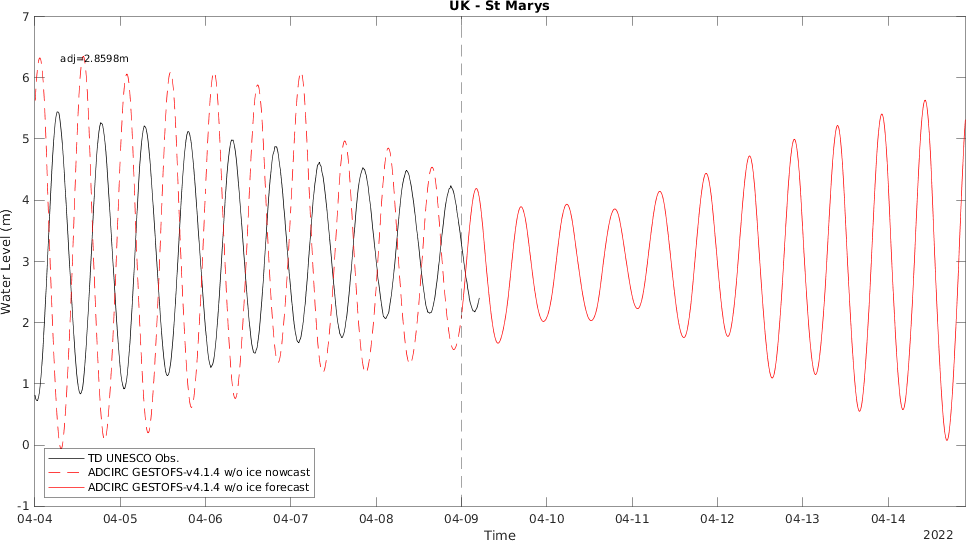 UK - St Marys
adj=2.8598m
7
6
5
4
3
2
1
0
-1
Water Level (m)
TD UNESCO Obs.
ADCIRC GESTOFS-v4.1.4 w/o ice nowcast
ADCIRC GESTOFS-v4.1.4 w/o ice forecast
04-04 04-05 04-06 04-07 04-08 04-09 04-10 04-11 04-12 04-13 04-14
Time
2022